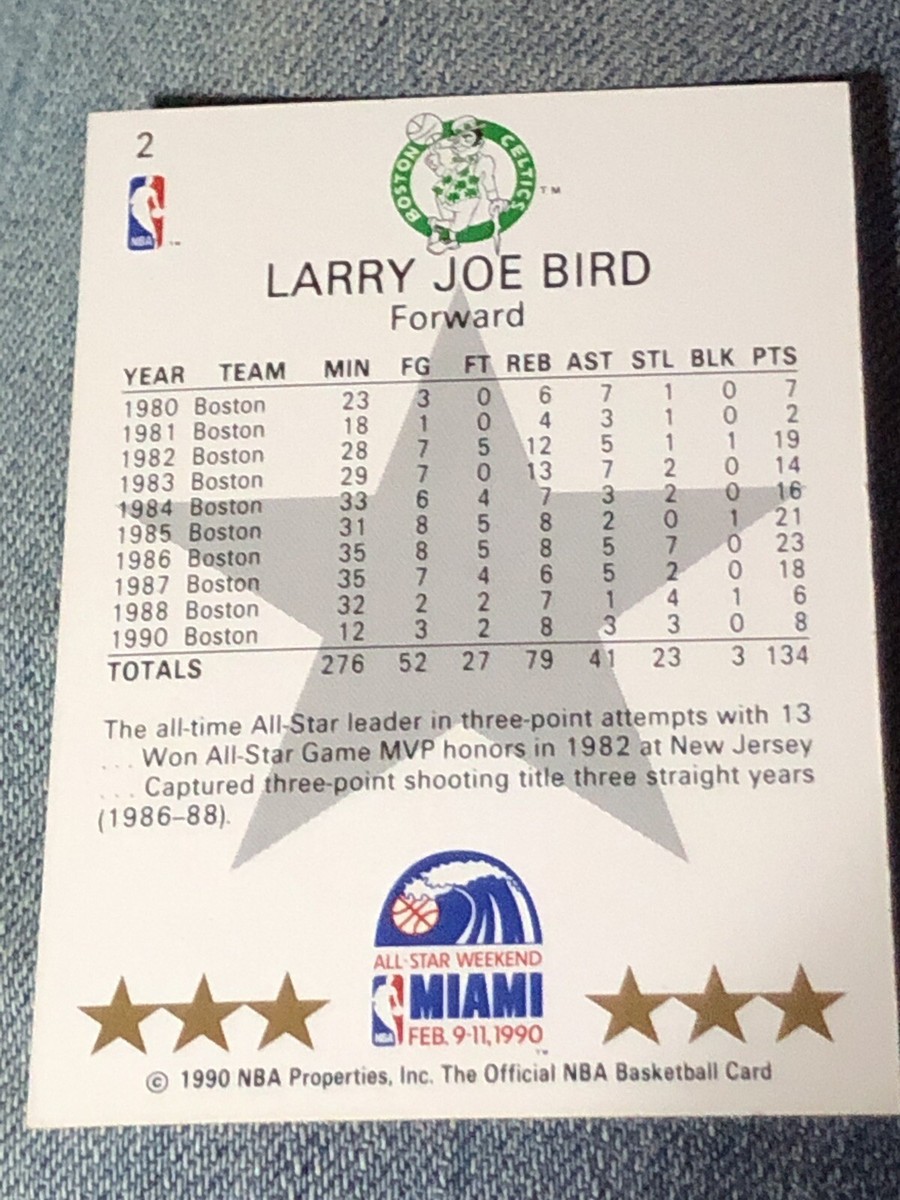 2
BOSTON CELTICS
TM
NBA
LARRY JOE BIRD
Forward
YEAR TEAM MIN FG FT REB AST STL BLK PTS
1980 Boston 23 3 0 6 7 1 0 7
1981 Boston 18 1 0 4 3 1 0 2
1982 Boston 28 7 5 12 5 1 1 19
1983 Boston 29 7 0 13 7 2 0 14
1984 Boston 33 6 4 7 3 2 0 16
1985 Boston 31 8 5 8 2 0 1 21
1986 Boston 35 8 5 8 5 7 0 23
1987 Boston 35 7 4 6 5 2 0 18
1988 Boston 32 2 2 7 1 4 1 6
1990 Boston 12 3 2 8 3 3 0 8
TOTALS 276 52 27 79 41 23 3 134
The all-time All-Star leader in three-point attempts with 13
... Won All-Star Game MVP honors in 1982 at New Jersey
... Captured three-point shooting title three straight years
(1986–88).
ALL-STAR WEEKEND
MIAMI
NBA FEB. 9-11, 1990
© 1990 NBA Properties, Inc. The Official NBA Basketball Card